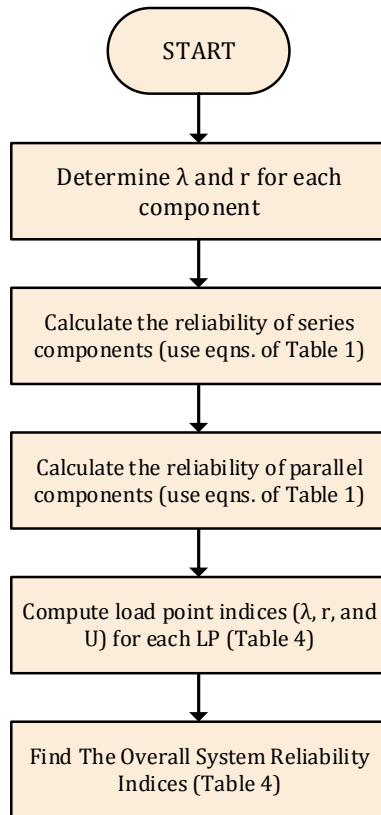 START
Determine λ and r for each
component
Calculate the reliability of series
components (use eqns. of Table 1)
Calculate the reliability of parallel
components (use eqns. of Table 1)
Compute load point indices (λ, r, and
U) for each LP (Table 4)
Find The Overall System Reliability
Indices (Table 4)